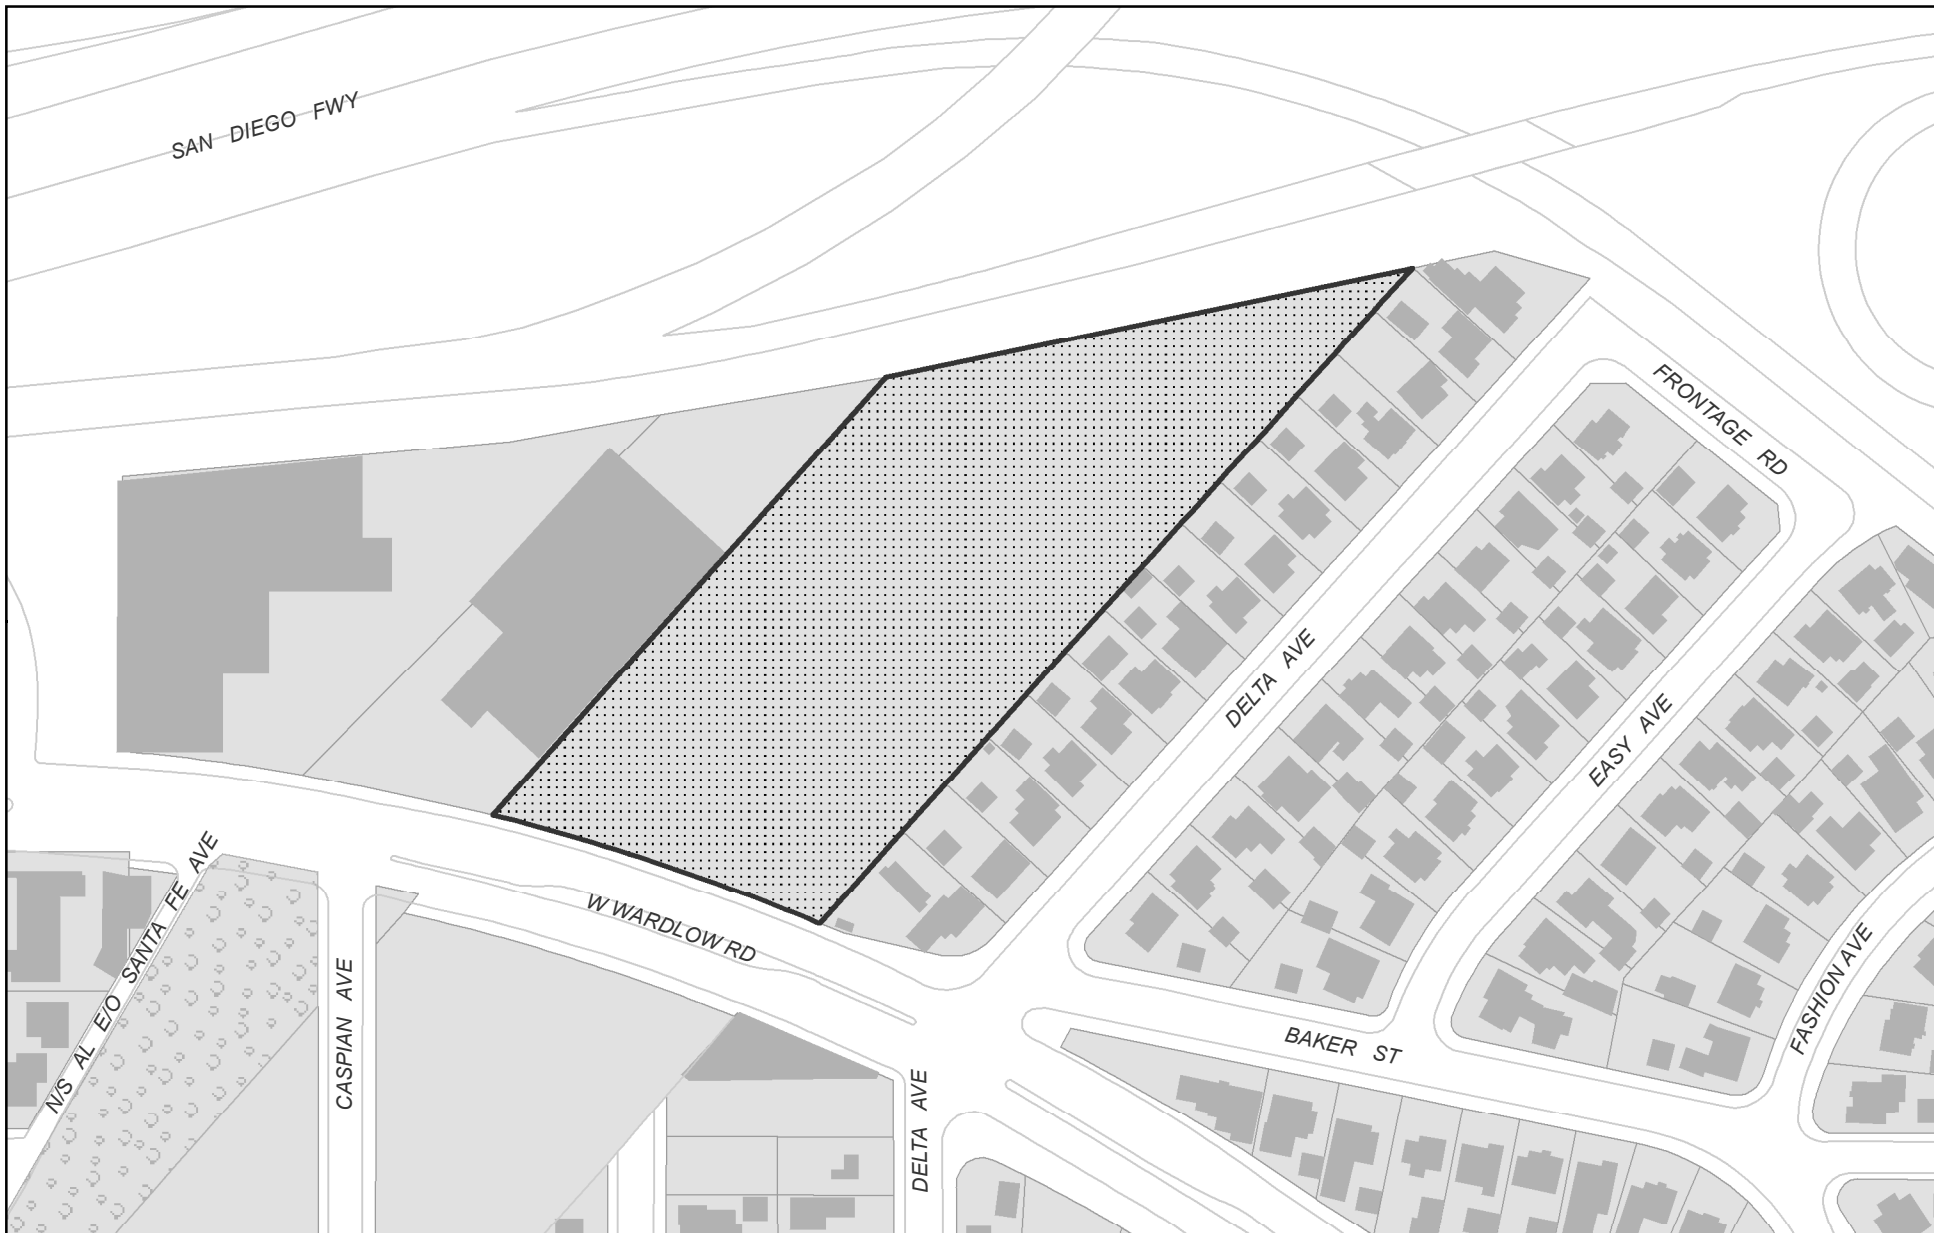 SAN DIEGO FWY
FRONTAGE RD
DELTA AVE
EASY AVE
W WARDLOW RD
N/S AL E/O SANTA FE AVE
CASPIAN AVE
FASHION AVE
BAKER ST
DELTA AVE